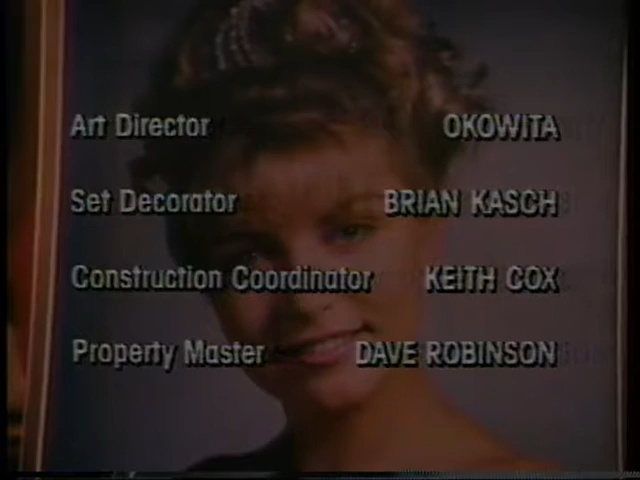 Art Director OKOWITA
Set Decorator BRIAN KASCH
Construction Coordinator KEITH COX
Property Master DAVE ROBINSON